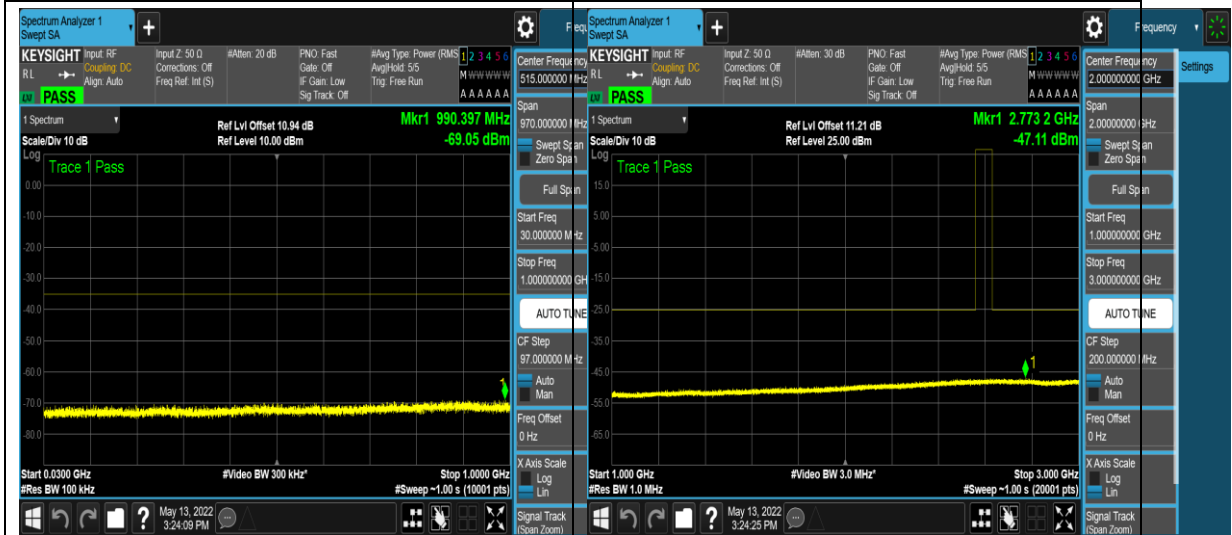 Spectrum Analyzer 1
Swept SA
+
KEYSIGHT Input: RF Input Z: 50 Ω #Atten: 20 dB PNO: Fast #Avg Type: Power (RMS 1 2 3 4 5 6
Coupling: DC Corrections: Off Gate: Off Avg|Hold: 5/5
RL Align: Auto Freq Ref: Int (S) IF Gain: Low Trig: Free Run M W W W W W
Sig Track: Off
PASS A A A A A A
1 Spectrum
Ref Lvl Offset 10.94 dB Mkr1 990.397 MHz
Scale/Div 10 dB Ref Level 10.00 dBm -69.05 dBm
Log
Trace 1 Pass
0.00
-10.0
-20.0
-30.0
-40.0
-50.0
-60.0
1
-70.0
-80.0
Start 0.0300 GHz #Video BW 300 kHz* Stop 1.0000 GHz
#Res BW 100 kHz #Sweep ~1.00 s (10001 pts)
May 13, 2022
3:24:09 PM
?
Frequ
Center Frequency
515.000000 MHz
Span
970.000000 MHz
Swept Span
Zero Span
Full Span
Start Freq
30.000000 MHz
Stop Freq
1.000000000 GH
AUTO TUNE
CF Step
97.000000 MHz
Auto
Man
Freq Offset
0 Hz
X Axis Scale
Log
Lin
Signal Track
(Span Zoom)
Spectrum Analyzer 1
Swept SA
+
KEYSIGHT Input: RF Input Z: 50 Ω #Atten: 30 dB PNO: Fast #Avg Type: Power (RMS 1 2 3 4 5 6
Coupling: DC Corrections: Off Gate: Off Avg|Hold: 5/5
RL Align: Auto Freq Ref: Int (S) IF Gain: Low Trig: Free Run M W W W W W
Sig Track: Off
PASS A A A A A A
1 Spectrum
Ref Lvl Offset 11.21 dB Mkr1 2.773 2 GHz
Scale/Div 10 dB Ref Level 25.00 dBm -47.11 dBm
Log
Trace 1 Pass
15.0
5.00
-5.00
-15.0
-25.0
-35.0
1
-45.0
-55.0
-65.0
Start 1.000 GHz #Video BW 3.0 MHz* Stop 3.000 GHz
#Res BW 1.0 MHz #Sweep ~1.00 s (20001 pts)
May 13, 2022
3:24:25 PM
?
Frequency
Center Frequency
2.000000000 GHz
Settings
Span
2.00000000 GHz
Swept Span
Zero Span
Full Span
Start Freq
1.000000000 GHz
Stop Freq
3.000000000 GHz
AUTO TUNE
CF Step
200.000000 MHz
Auto
Man
Freq Offset
0 Hz
X Axis Scale
Log
Lin
Signal Track
(Span Zoom)